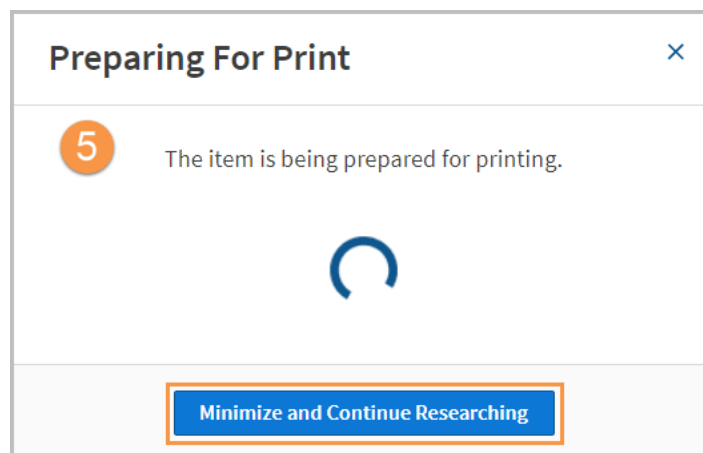 Preparing For Print
5
The item is being prepared for printing.
Minimize and Continue Researching